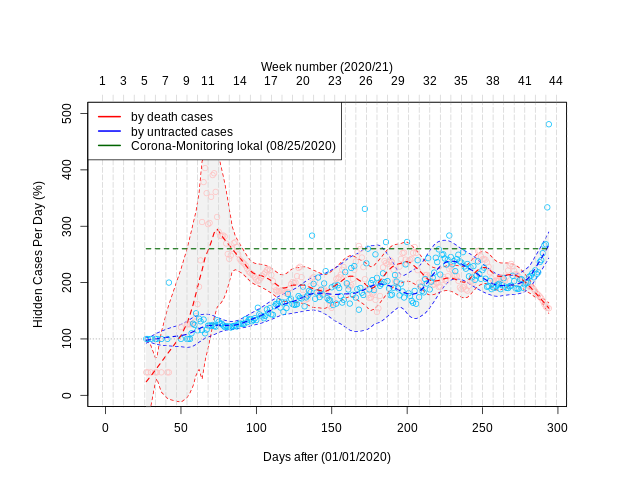 Week number (2020/21)
1 3 5 7 9 11 14 17 20 23 26 29 32 35 38 41 44
by death cases
by untracted cases
Corona-Monitoring lokal (08/25/2020)
Hidden Cases Per Day (%)
500
400
300
200
100
0
0 50 100 150 200 250 300
Days after (01/01/2020)